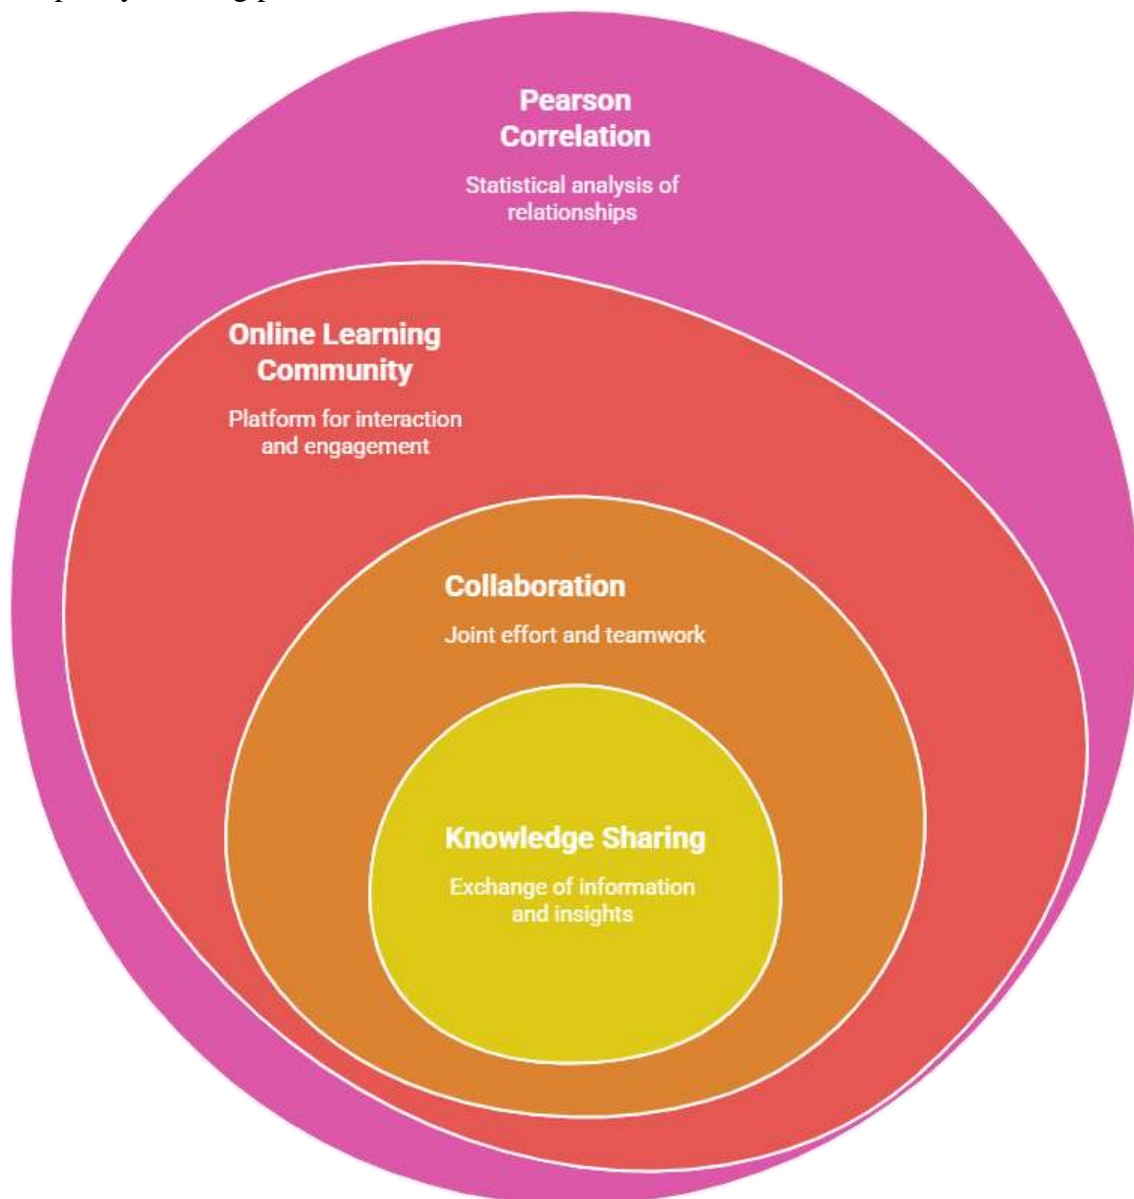 Pearson
Correlation
Statistical analysis of
relationships
Online Learning
Community
Platform for interaction
and engagement
Collaboration
Joint effort and teamwork
Knowledge Sharing
Exchange of information
and insights